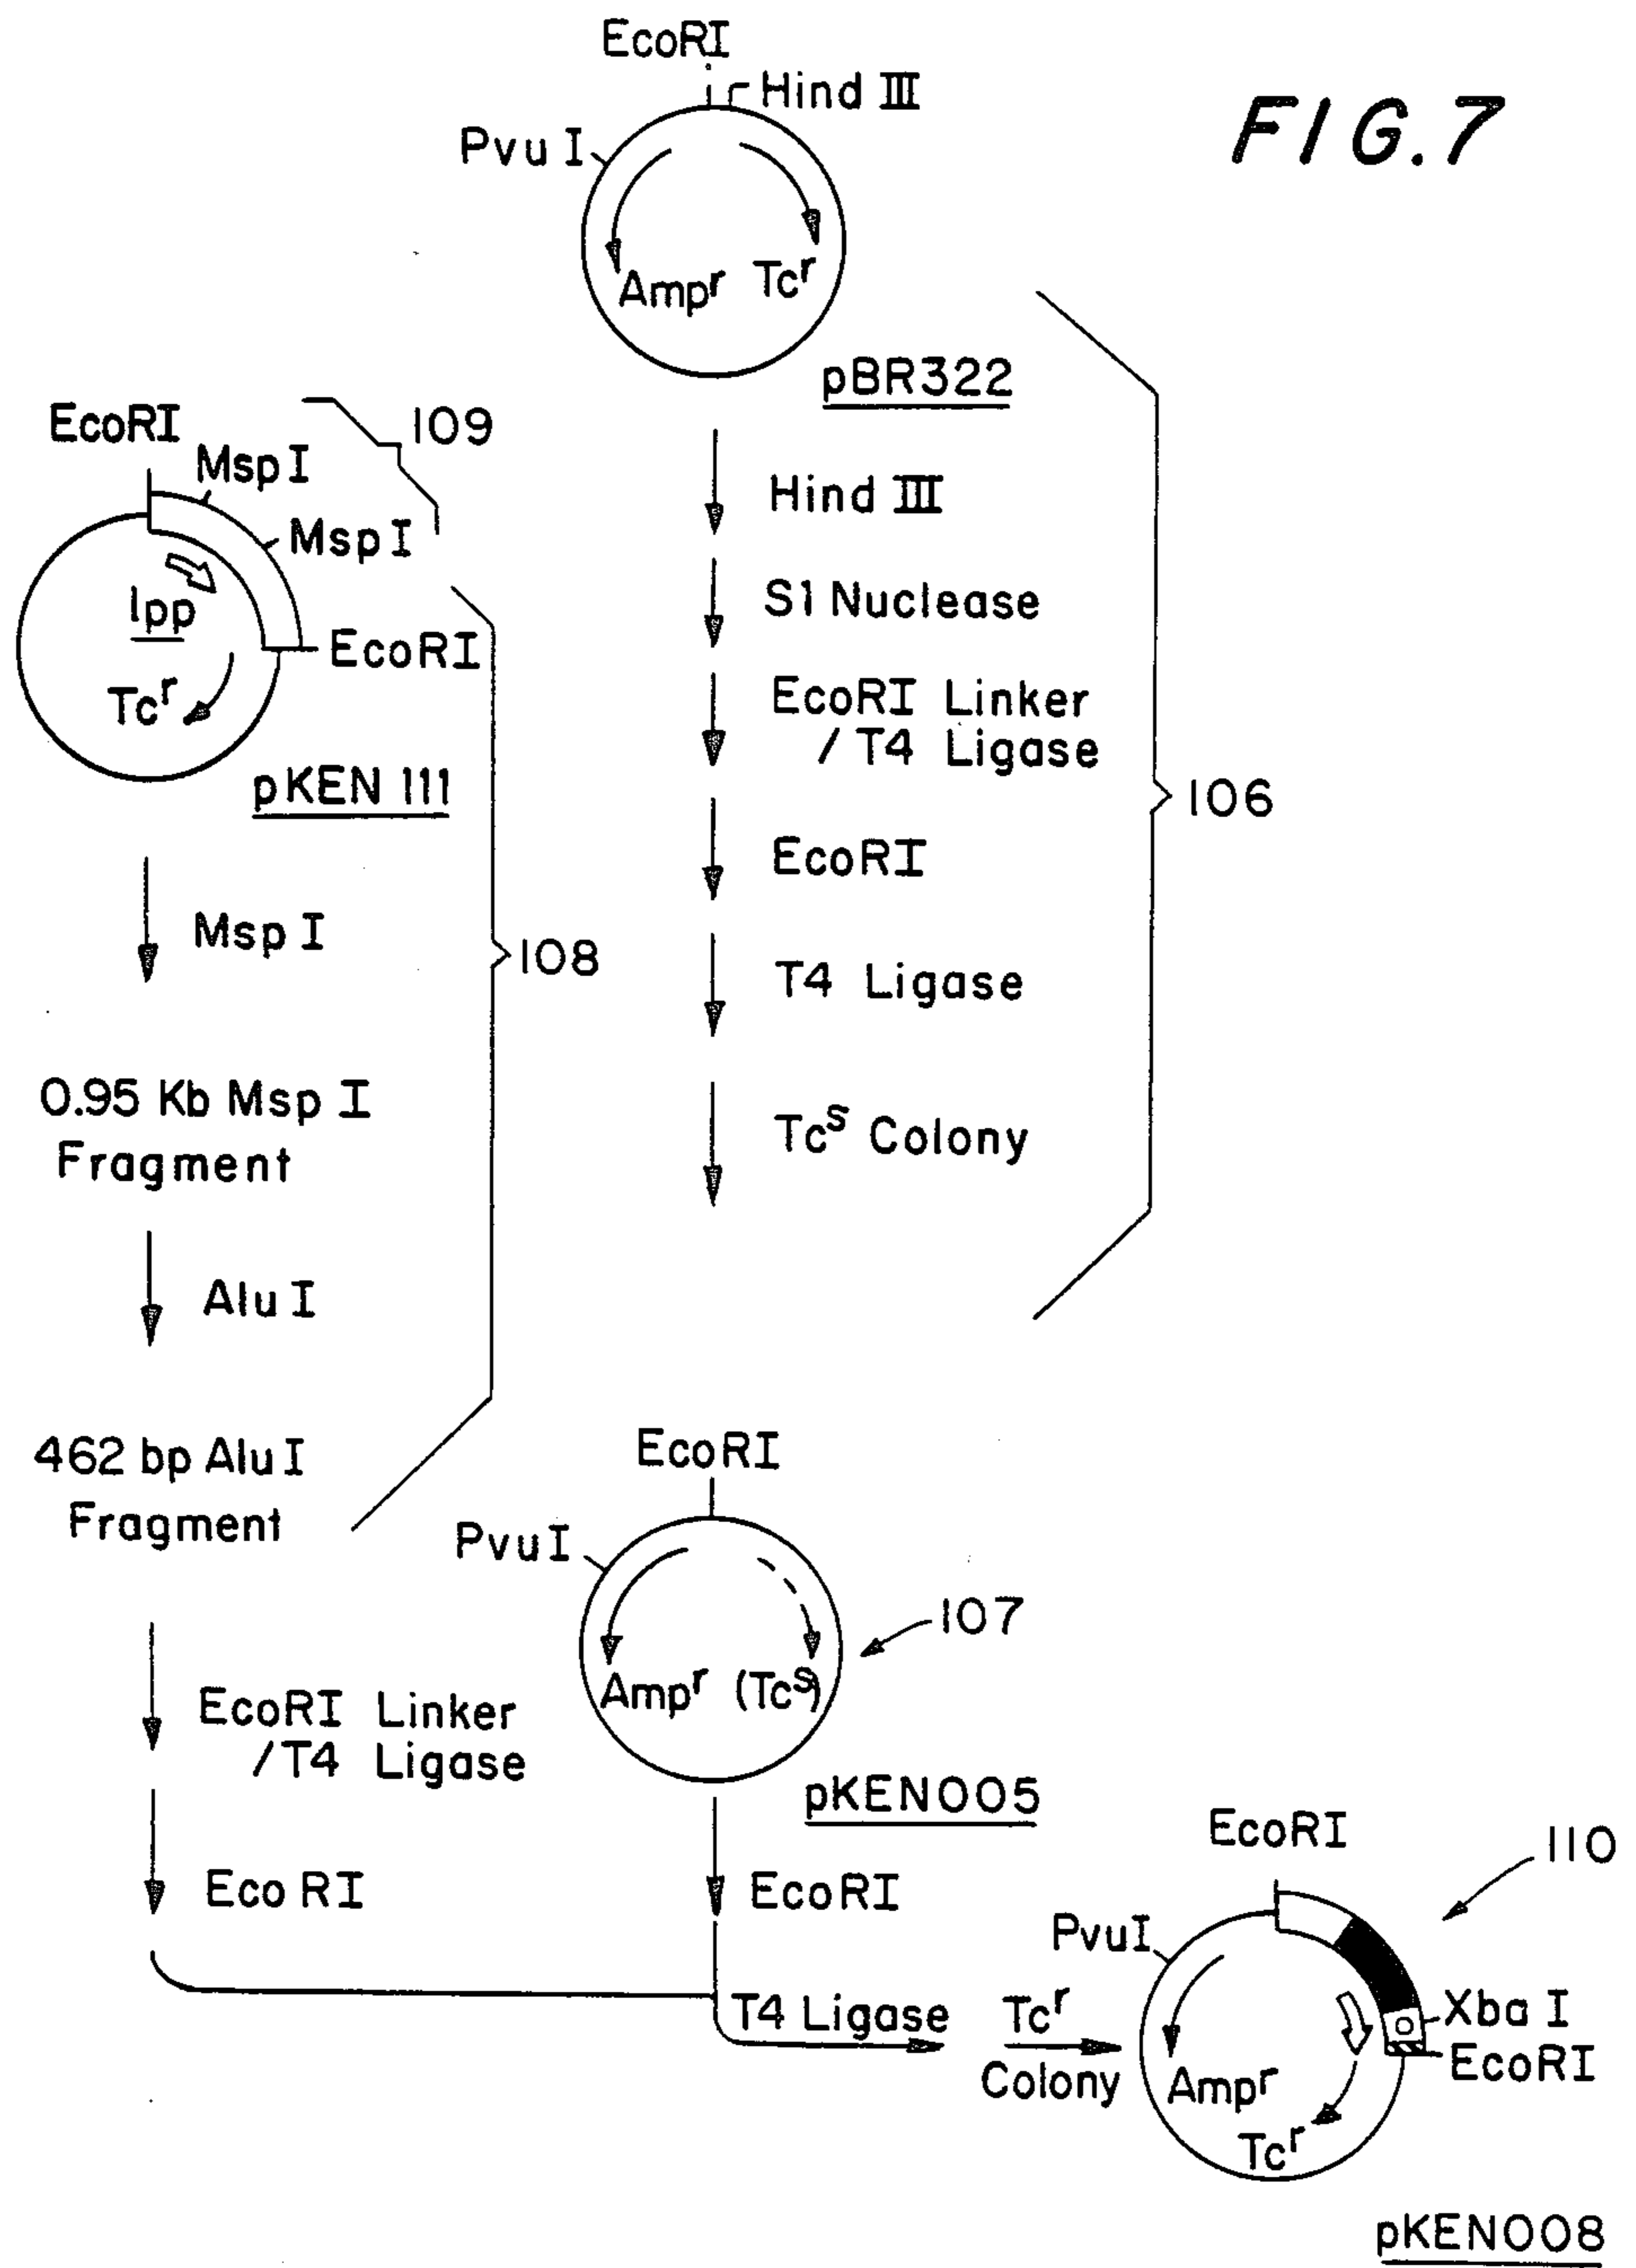 FIG. 7
EcoRI
Hind III
Pvu I
Ampr Tcr
pBR322
106
Hind III
S1 Nuclease
EcoRI Linker
/ T4 Ligase
EcoRI
T4 Ligase
Tcs Colony
EcoRI
109
Msp I
Msp I
lpp
EcoRI
Tcr
pKEN 111
108
Msp I
0.95 Kb Msp I
Fragment
Alu I
462 bp Alu I
Fragment
EcoRI Linker
/T4 Ligase
Eco RI
EcoRI
PvuI
107
Ampr (Tcs)
pKEN005
EcoRI
T4 Ligase
Tcr
Colony
EcoRI
110
PvuI
Xba I
EcoRI
Ampr
Tcr
pKEN008